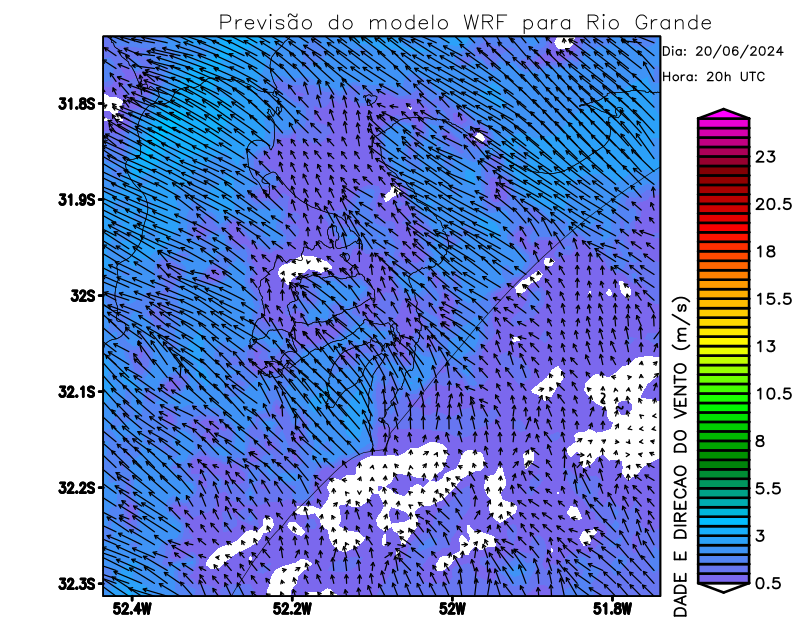 Previsão do modelo WRF para Rio Grande
Dia: 20/06/2024
Hora: 20h UTC
31.8S
31.9S
32S
32.1S
32.2S
32.3S
52.4W
52.2W
52W
51.8W
23
20.5
18
15.5
13
10.5
8
5.5
3
0.5
DADE E DIRECAO DO VENTO (m/s)